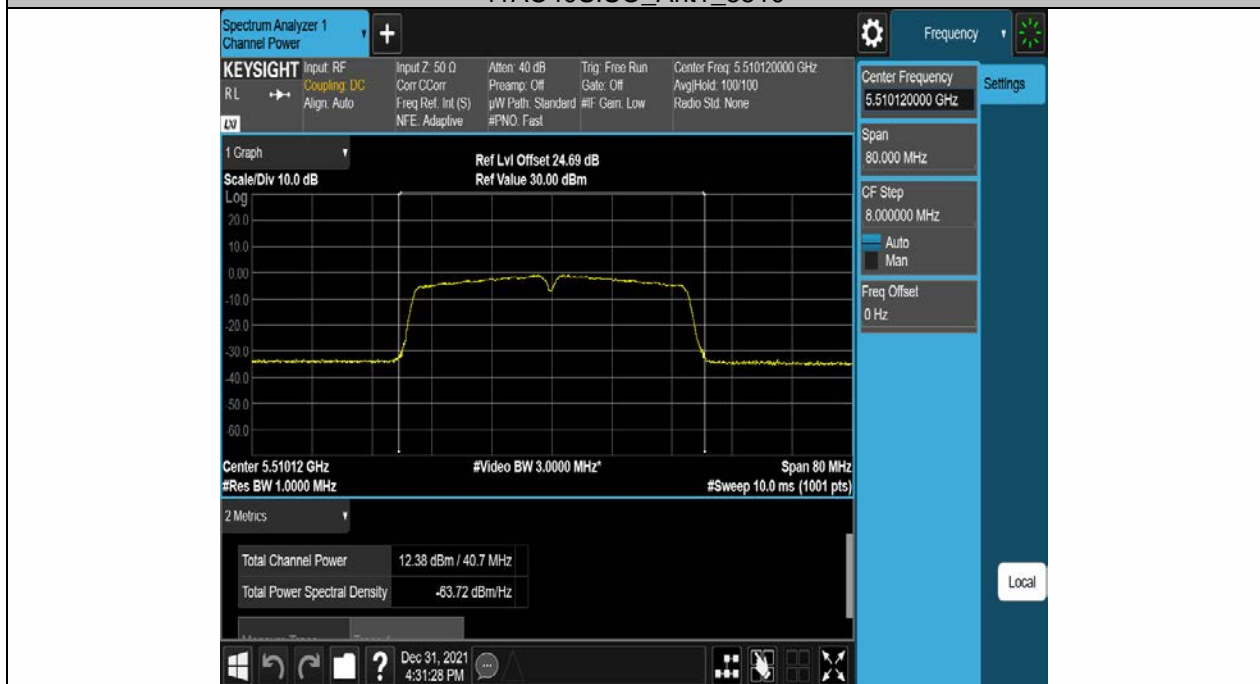 Spectrum Analyzer 1
Channel Power
Frequency
KEYSIGHT
RL
LXI
Input: RF
Coupling: DC
Align: Auto
Input Z: 50 Ω
Corr CCorr
Freq Ref: Int (S)
NFE: Adaptive
Atten: 40 dB
Preamp: Off
µW Path: Standard
#PNO: Fast
Trig: Free Run
Gate: Off
#IF Gain: Low
Center Freq: 5.510120000 GHz
Avg|Hold: 100/100
Radio Std: None
Center Frequency
5.510120000 GHz
Settings
Span
80.000 MHz
CF Step
8.000000 MHz
Auto
Man
Freq Offset
0 Hz
1 Graph
Scale/Div 10.0 dB
Ref Lvl Offset 24.69 dB
Ref Value 30.00 dBm
Log
20.0
10.0
0.00
-10.0
-20.0
-30.0
-40.0
-50.0
-60.0
Center 5.51012 GHz
#Video BW 3.0000 MHz*
Span 80 MHz
#Res BW 1.0000 MHz
#Sweep 10.0 ms (1001 pts)
2 Metrics
Total Channel Power
12.38 dBm / 40.7 MHz
Total Power Spectral Density
-63.72 dBm/Hz
Local
?
Dec 31, 2021
4:31:28 PM